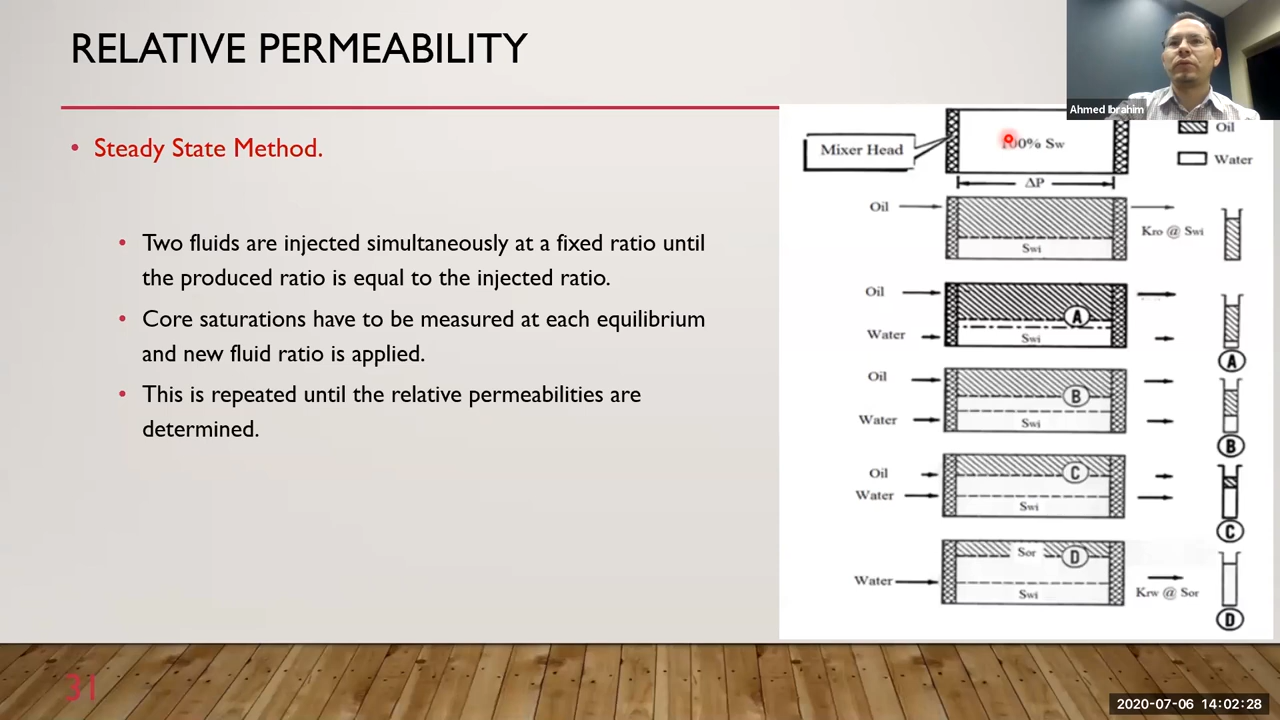 RELATIVE PERMEABILITY
Ahmed Ibrahim
• Steady State Method.
• Two fluids are injected simultaneously at a fixed ratio until
the produced ratio is equal to the injected ratio.
• Core saturations have to be measured at each equilibrium
and new fluid ratio is applied.
• This is repeated until the relative permeabilities are
determined.
Mixer Head
100% Sw
Oil
Water
ΔP
Oil
Kro @ Swi
Swi
Oil
A
Water
Swi
A
Oil
B
Water
Swi
B
Oil
C
Water
Swi
C
Sor
D
Water
Swi
Krw @ Sor
D
31
2020-07-06 14:02:28